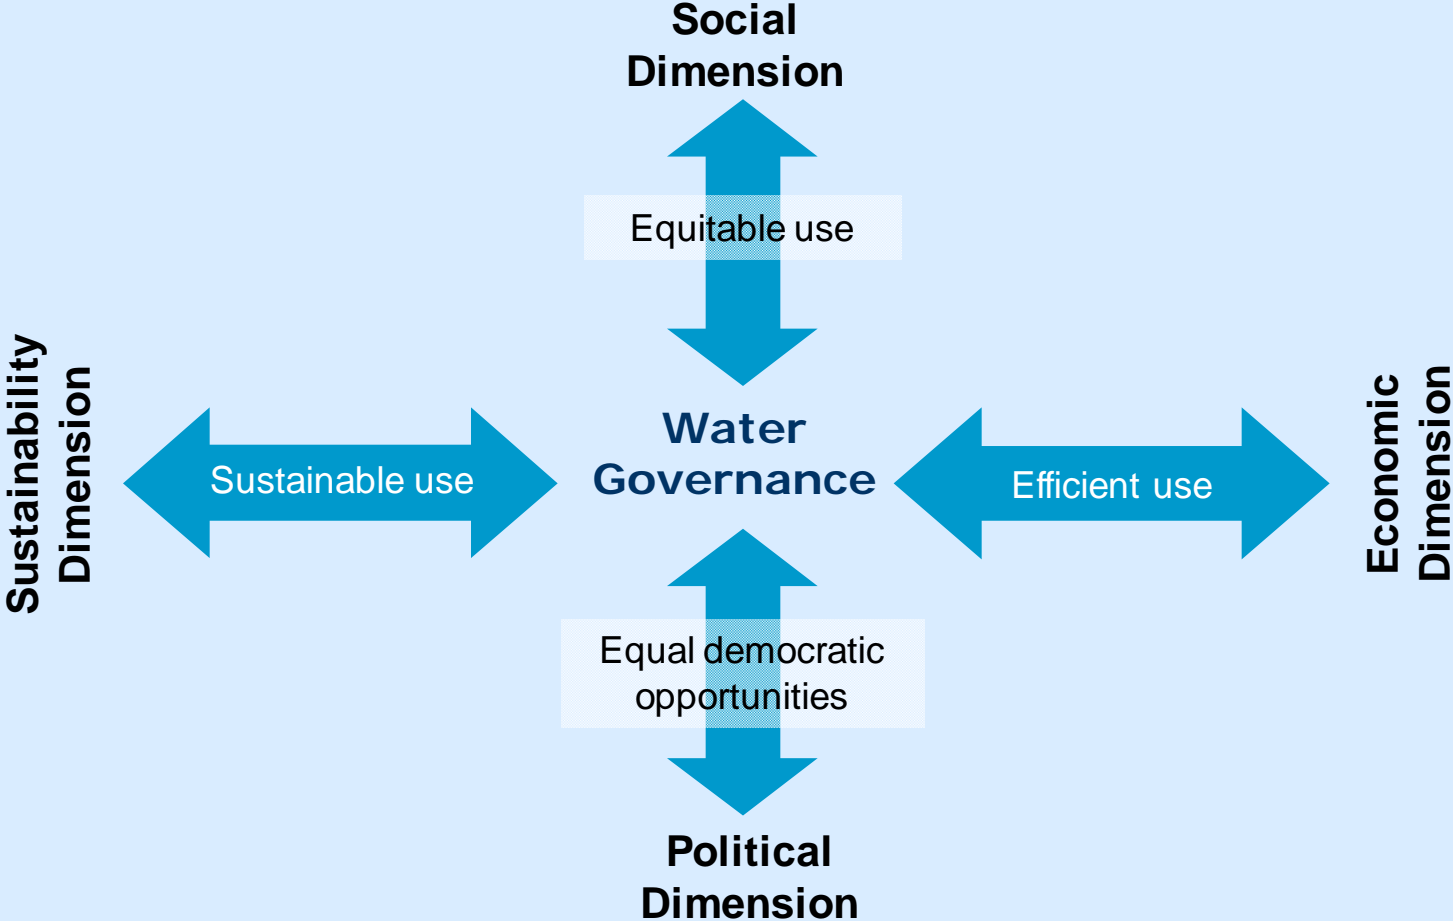 Social
Dimension
Equitable use
Sustainability
Dimension
Sustainable use
Water
Governance
Efficient use
Economic
Dimension
Equal democratic
opportunities
Political
Dimension